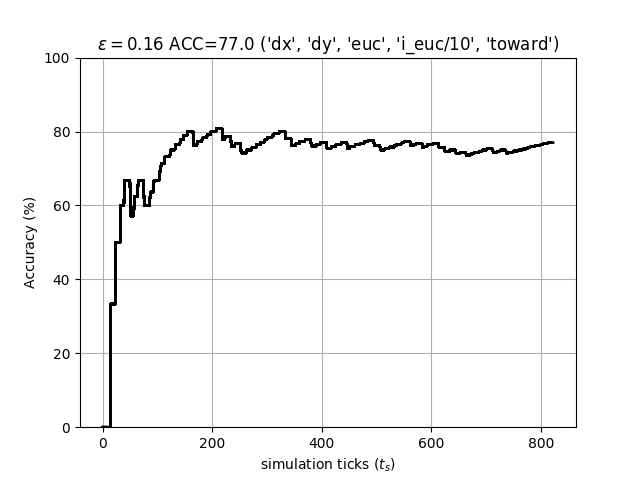 ε = 0.16 ACC=77.0 ('dx', 'dy', 'euc', 'i_euc/10', 'toward')
100
80
60
40
20
0
Accuracy (%)
0 200 400 600 800
simulation ticks (tₛ)